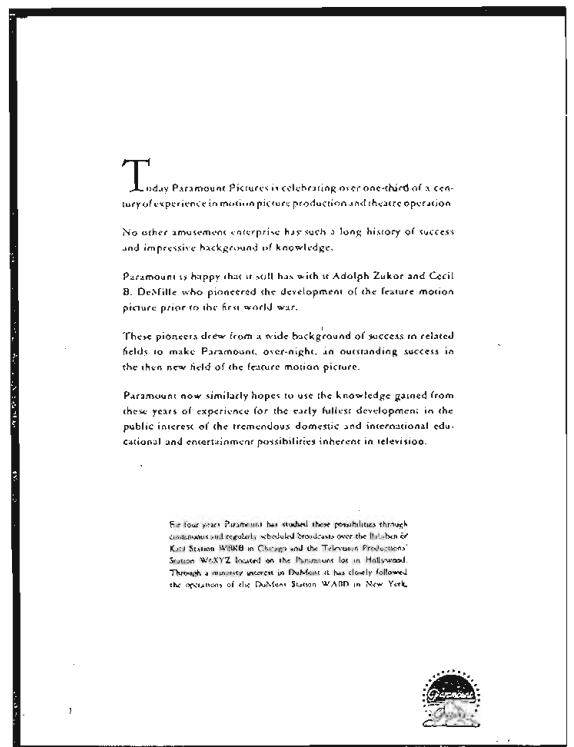 Today Paramount Pictures is celebrating over one-third of a cen-
tury of experience in motion picture production and theatre operation
No other amusement enterprise has such a long history of success
and impressive background of knowledge.
Paramount is happy that it still has with it Adolph Zukor and Cecil
B. DeMille who pioneered the development of the feature motion
picture prior to the first world war.
These pioneers drew from a wide background of success in related
fields to make Paramount, over-night, an outstanding success in
the then new field of the feature motion picture.
Paramount now similarly hopes to use the knowledge gained from
these years of experience for the early fullest development in the
public interest of the tremendous domestic and international edu-
cational and entertainment possibilities inherent in television.
For four years Paramount has studied these possibilities through
continuous and regularly scheduled broadcasts over the Balaban &
Katz Station WBKB in Chicago and the Television Productions'
Station W6XYZ located on the Paramount lot in Hollywood.
Through a minority interest in DuMont it has closely followed
the operations of the DuMont Station WABD in New York.
Paramount
Pictures
1